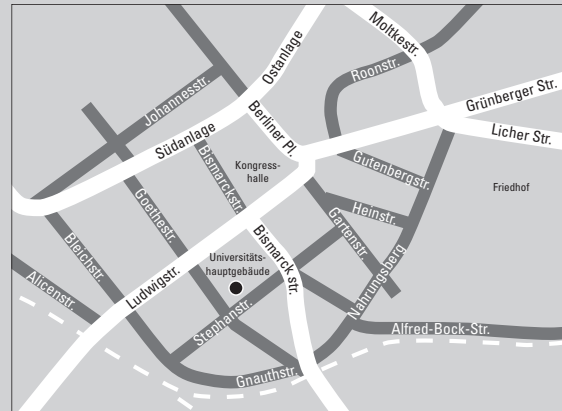 Moltkestr.
Ostanlage
Roonstr.
Johannesstr.
Grünberger Str.
Berliner Pl.
Licher Str.
Südanlage
Bismarckstr.
Kongress-
halle
Gutenbergstr.
Friedhof
Goethestr.
Heinstr.
Gartenstr.
Bleichstr.
Bismarck str.
Universitäts-
hauptgebäude
Nahrungsberg
Alicenstr.
Ludwigstr.
Stephanstr.
Alfred-Bock-Str.
Gnauthstr.